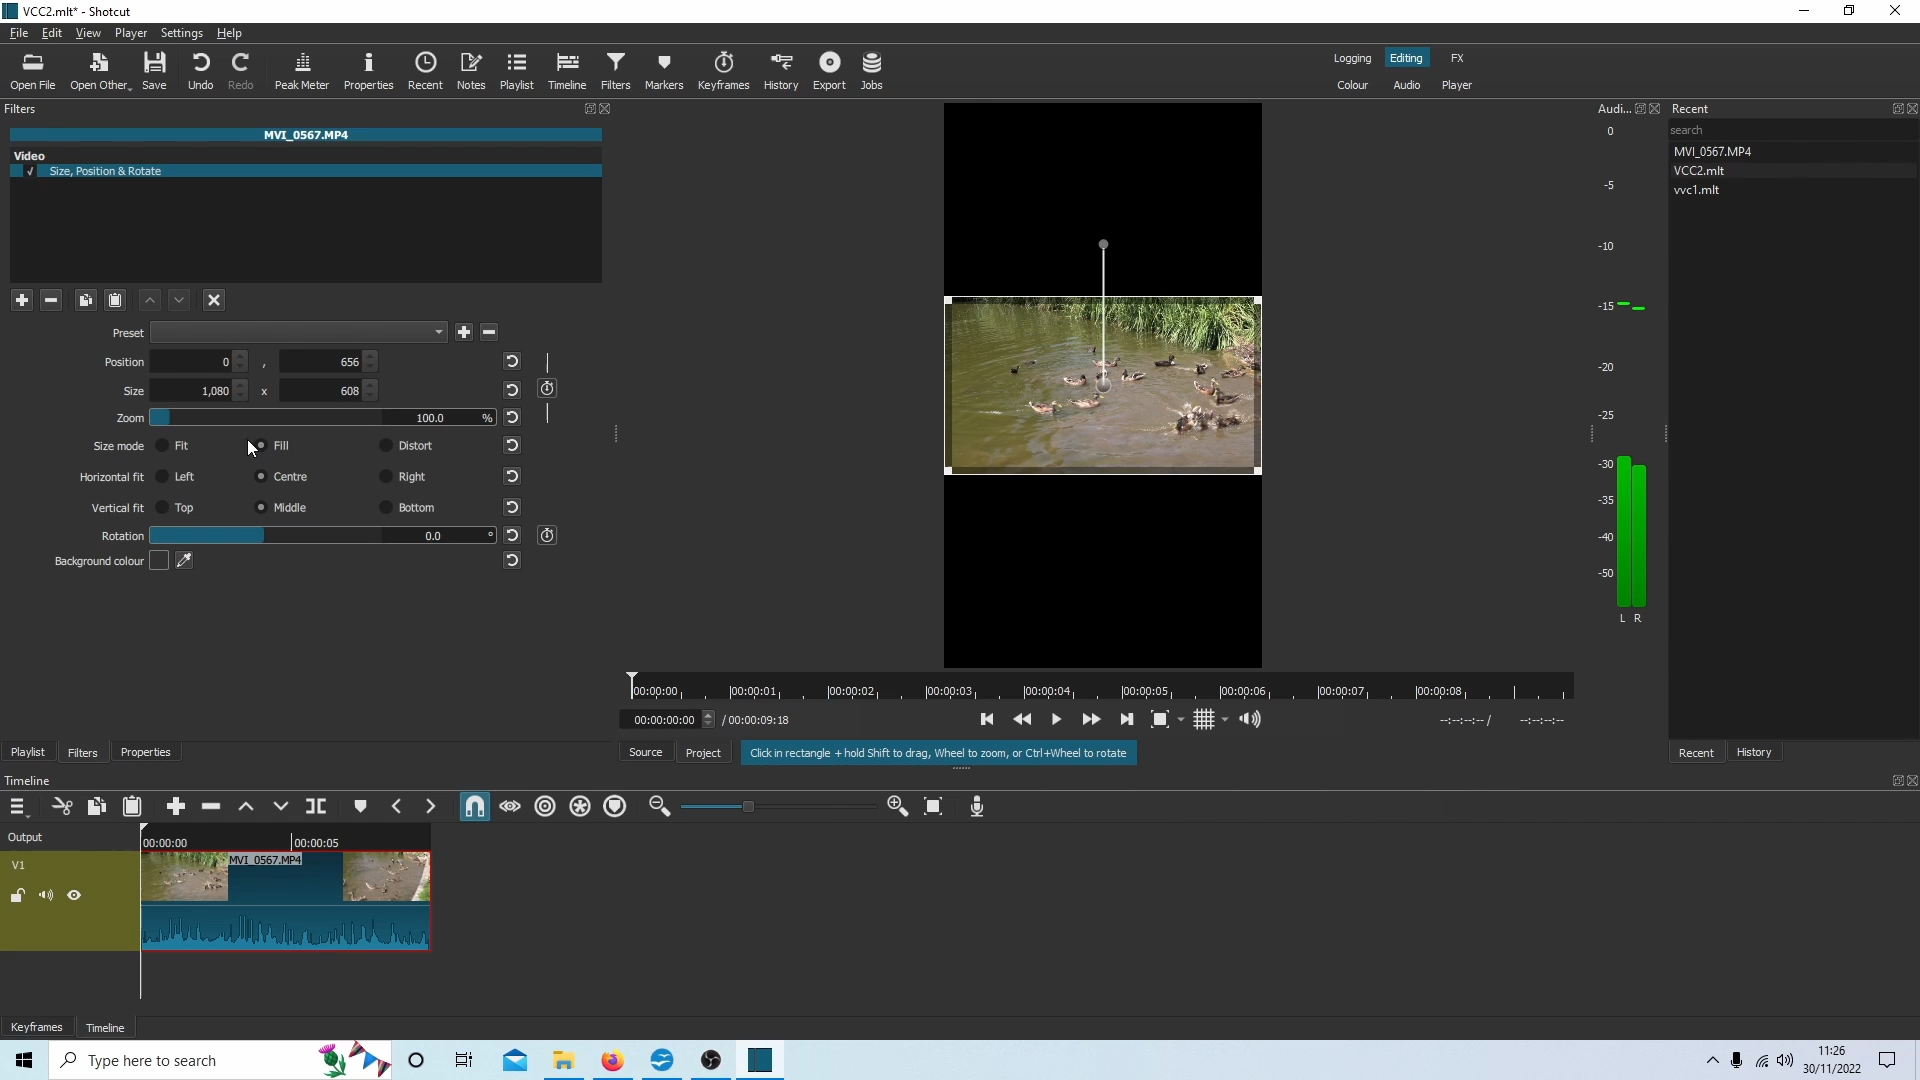 VCC2.mlt* - Shotcut
File Edit View Player Settings Help
Open File Open Other... Save Undo Redo Peak Meter Properties Recent Notes Playlist Timeline Filters Markers Keyframes History Export Jobs
Logging Editing FX
Colour Audio Player
Filters
MVI_0567.MP4
Video
✓ Size, Position & Rotate
Preset
Position 0 , 656
Size 1,080 x 608
Zoom 100.0 %
Size mode Fit Fill Distort
Horizontal fit Left Centre Right
Vertical fit Top Middle Bottom
Rotation 0.0 °
Background colour
Playlist Filters Properties
00:00:00 00:00:01 00:00:02 00:00:03 00:00:04 00:00:05 00:00:06 00:00:07 00:00:08
00:00:00:00 / 00:00:09:18
--:--:--:-- / --:--:--:--
Source Project Click in rectangle + hold Shift to drag, Wheel to zoom, or Ctrl+Wheel to rotate
Audi...
0
-5
-10
-15
-20
-25
-30
-35
-40
-50
L R
Recent
search
MVI_0567.MP4
VCC2.mlt
vvc1.mlt
Recent History
Timeline
Output
00:00:00 00:00:05
V1
MVI_0567.MP4
Keyframes Timeline
Type here to search
11:26
30/11/2022